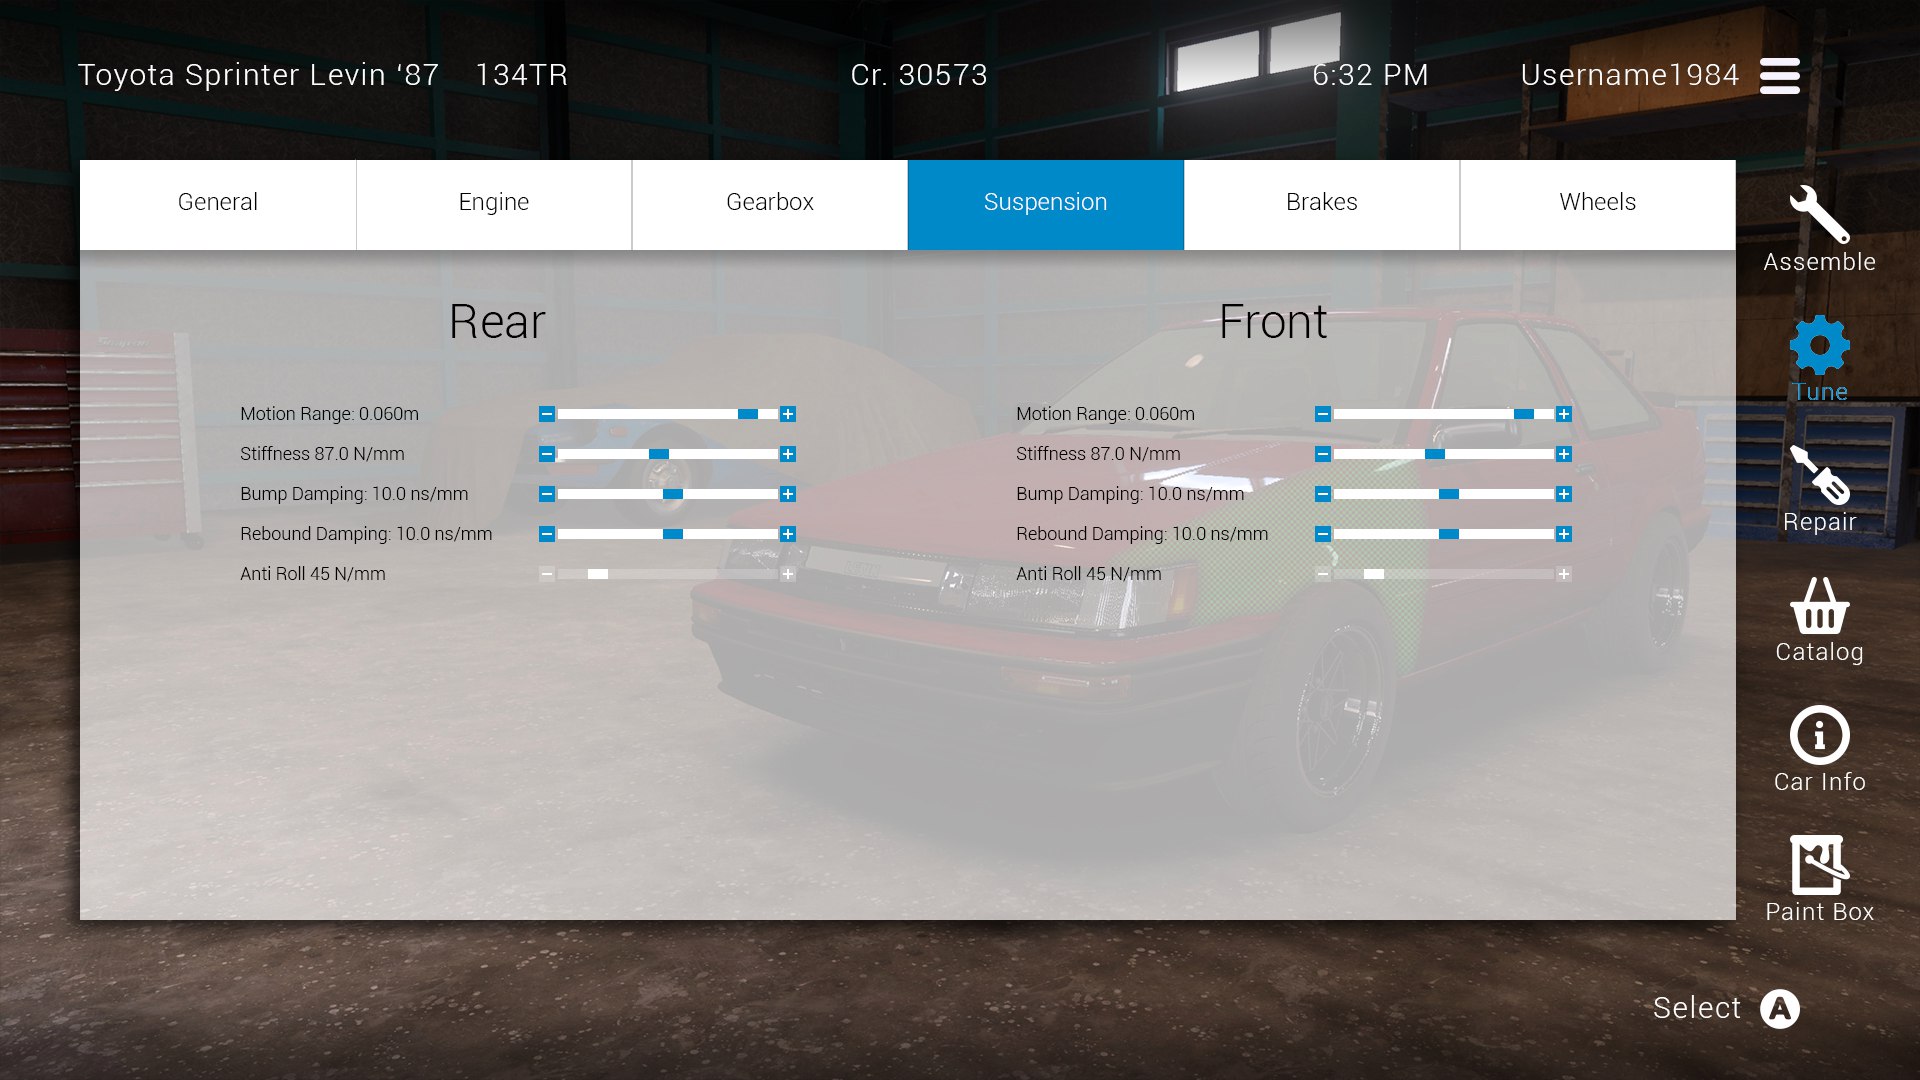 Toyota Sprinter Levin ‘87 134TR Cr. 30573 6:32 PM Username1984
General Engine Gearbox Suspension Brakes Wheels
Rear
Motion Range: 0.060m
Stiffness 87.0 N/mm
Bump Damping: 10.0 ns/mm
Rebound Damping: 10.0 ns/mm
Anti Roll 45 N/mm
Front
Motion Range: 0.060m
Stiffness 87.0 N/mm
Bump Damping: 10.0 ns/mm
Rebound Damping: 10.0 ns/mm
Anti Roll 45 N/mm
Assemble
Tune
Repair
Catalog
Car Info
Paint Box
Select A